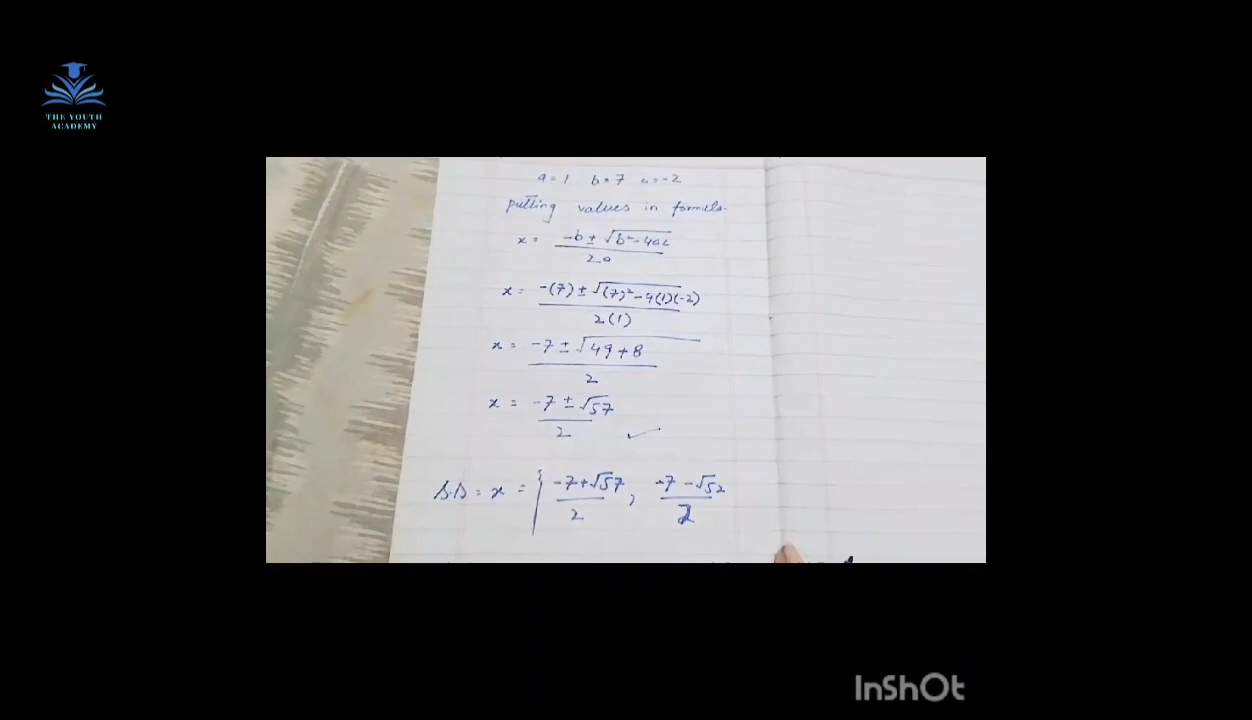 THE YOUTH
ACADEMY
a=1 b=7 c=-2
putting values in formula.
x = -b ± √b²-4ac / 2a
x = -(7) ± √(7)²-4(1)(-2) / 2(1)
x = -7 ± √49+8 / 2
x = -7 ± √57 / 2 ✓
S.S = x = { -7+√57 / 2 , -7-√52 / 2
InShOt